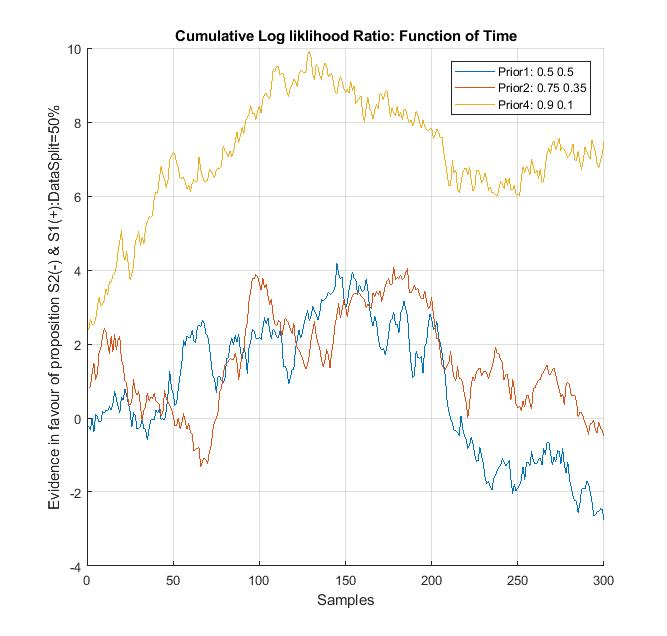 Cumulative Log liklihood Ratio: Function of Time
Evidence in favour of proposition S2(-) & S1(+):DataSplit=50%
10
8
6
4
2
0
-2
-4
Prior1: 0.5 0.5
Prior2: 0.75 0.35
Prior4: 0.9 0.1
0 50 100 150 200 250 300
Samples